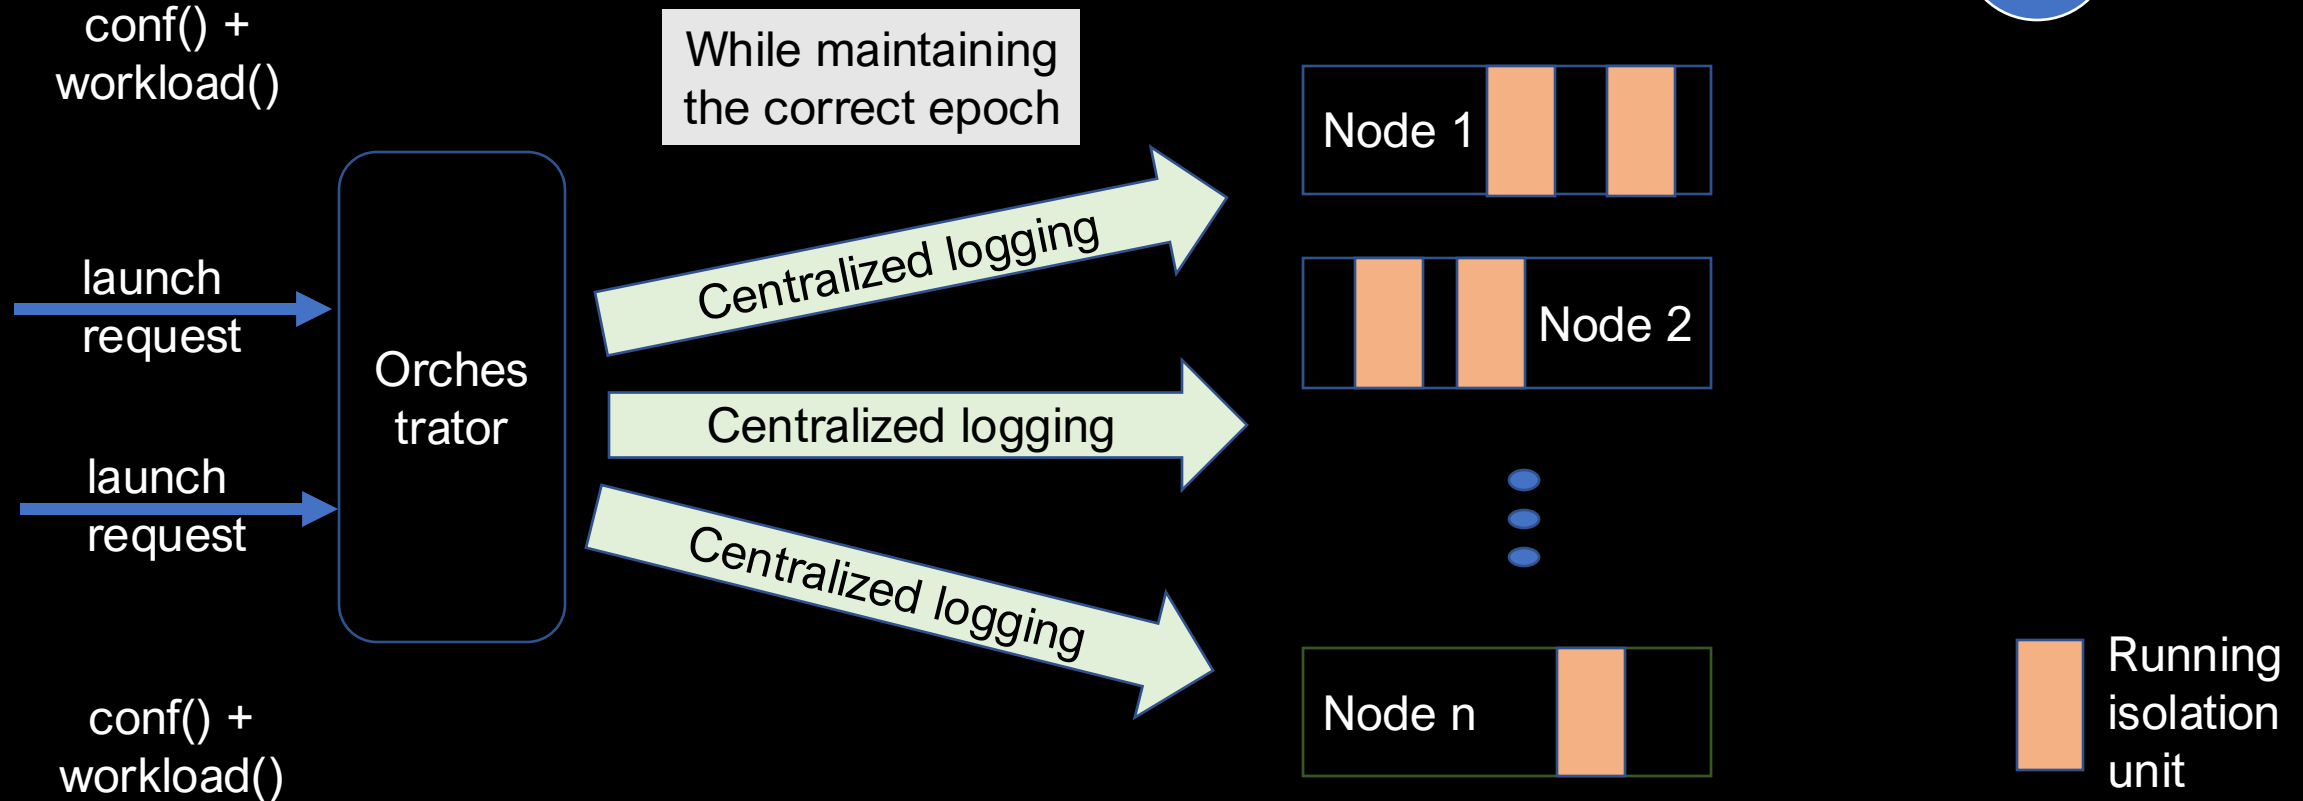 conf() +
workload()
While maintaining
the correct epoch
launch
request
launch
request
conf() +
workload()
Orches
trator
Centralized logging
Centralized logging
Centralized logging
Node 1
Node 2
Node n
Running
isolation
unit